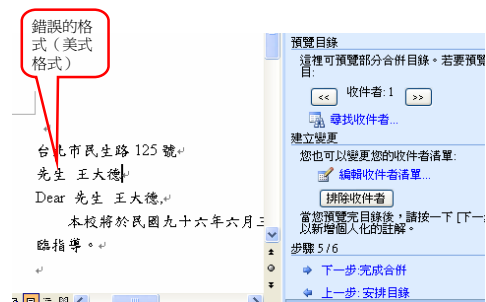 錯誤的格
式（美式
格式）
台北市民生路 125 號
先生 王大德
Dear 先生 王大德,
本校將於民國九十六年六月三
臨指導。
預覽目錄
這裡可預覽部分合併目錄。若要預覽
目:
<< 收件者:1 >>
尋找收件者...
建立變更
您也可以變更您的收件者清單:
編輯收件者清單...
排除收件者
當您預覽完目錄後，請按一下 [下一
以新增個人化的註解。
步驟 5/6
下一步:完成合併
上一步:安排目錄